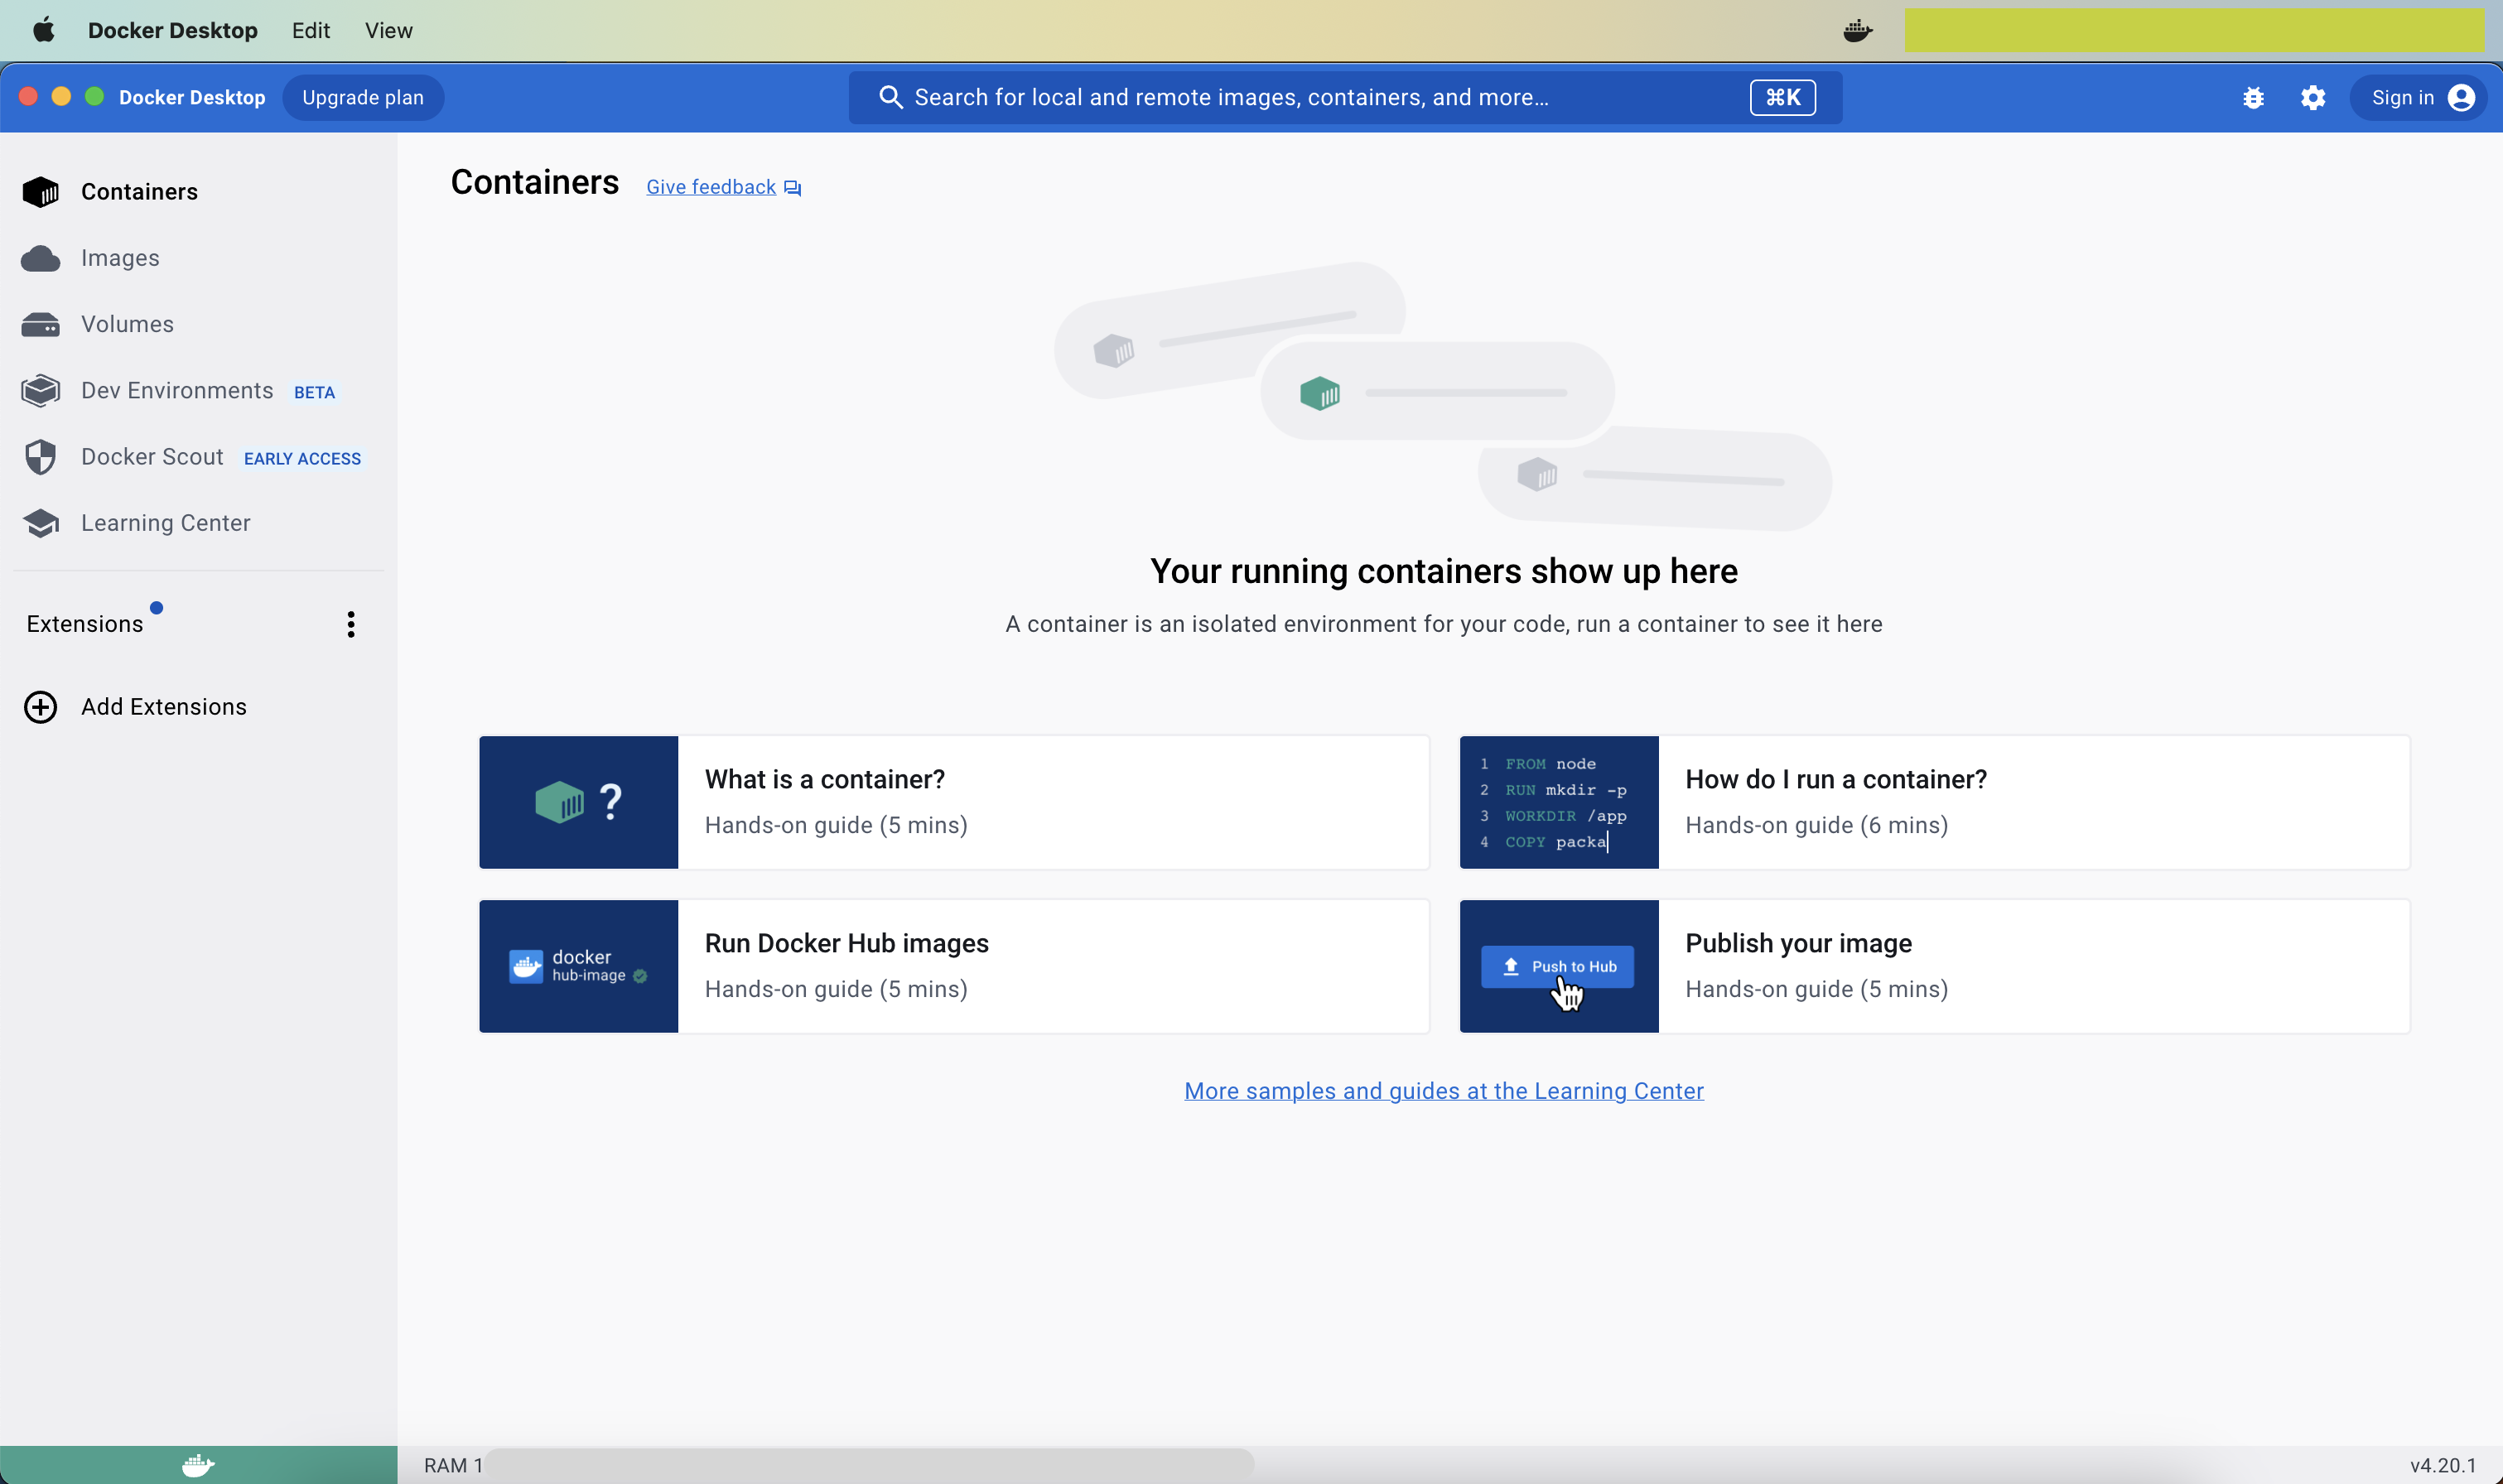 Docker Desktop Edit View
Docker Desktop Upgrade plan Search for local and remote images, containers, and more... ⌘K Sign in
Containers
Images
Volumes
Dev Environments BETA
Docker Scout EARLY ACCESS
Learning Center
Extensions
Add Extensions
Containers Give feedback
Your running containers show up here
A container is an isolated environment for your code, run a container to see it here
?
What is a container?
Hands-on guide (5 mins)
1 FROM node
2 RUN mkdir -p
3 WORKDIR /app
4 COPY packa
How do I run a container?
Hands-on guide (6 mins)
docker
hub-image
Run Docker Hub images
Hands-on guide (5 mins)
Push to Hub
Publish your image
Hands-on guide (5 mins)
More samples and guides at the Learning Center
RAM 1
v4.20.1